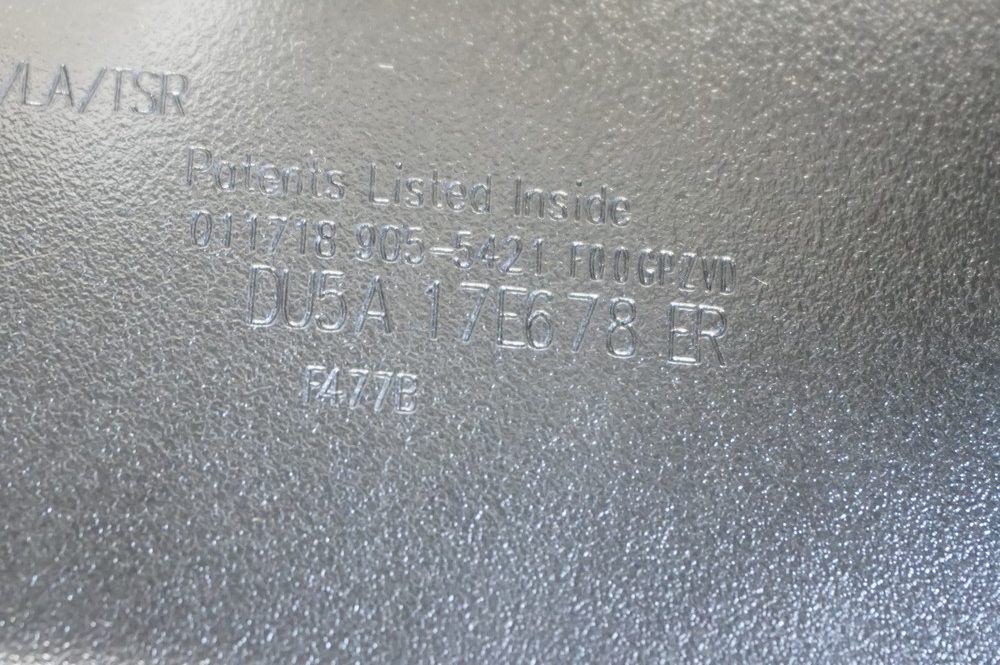 /LA/TSR
Patents Listed Inside
011718 905-5421 F00GPZVD
DU5A 17E678 ER
F477B